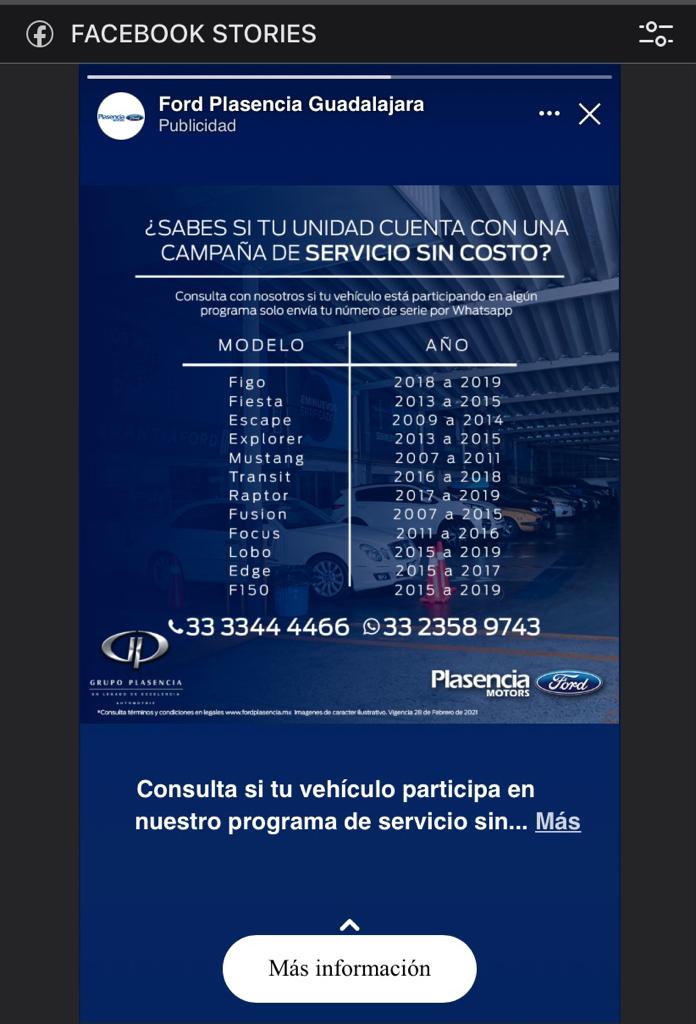 FACEBOOK STORIES
Ford Plasencia Guadalajara
Publicidad
¿SABES SI TU UNIDAD CUENTA CON UNA
CAMPAÑA DE SERVICIO SIN COSTO?
Consulta con nosotros si tu vehículo está participando en algún
programa solo envía tu número de serie por Whatsapp
MODELO AÑO
Figo 2018 a 2019
Fiesta 2013 a 2015
Escape 2009 a 2014
Explorer 2013 a 2015
Mustang 2007 a 2011
Transit 2016 a 2018
Raptor 2017 a 2019
Fusion 2007 a 2015
Focus 2011 a 2016
Lobo 2015 a 2019
Edge 2015 a 2017
F150 2015 a 2019
33 3344 4466 33 2358 9743
GRUPO PLASENCIA
UN LEGADO DE EXCELENCIA
AUTOMOTRIZ
Plasencia
MOTORS
Ford
*Consulta términos y condiciones en legales www.fordplasencia.mx Imagenes de caracter ilustrativo. Vigencia 28 de Febrero de 2021
Consulta si tu vehículo participa en
nuestro programa de servicio sin... Más
Más información